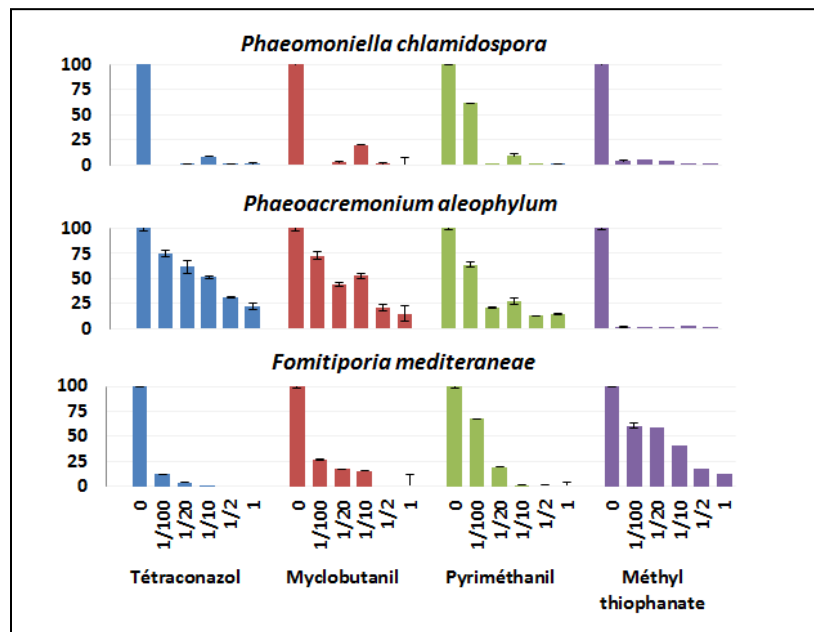 Phaeomoniella chlamidospora
100
75
50
25
0
Phaeoacremonium aleophylum
100
75
50
25
0
Fomitiporia mediteraneae
100
75
50
25
0
0 1/100 1/20 1/10 1/2 1 0 1/100 1/20 1/10 1/2 1 0 1/100 1/20 1/10 1/2 1 0 1/100 1/20 1/10 1/2 1
Tétraconazol Myclobutanil Pyriméthanil Méthyl
thiophanate